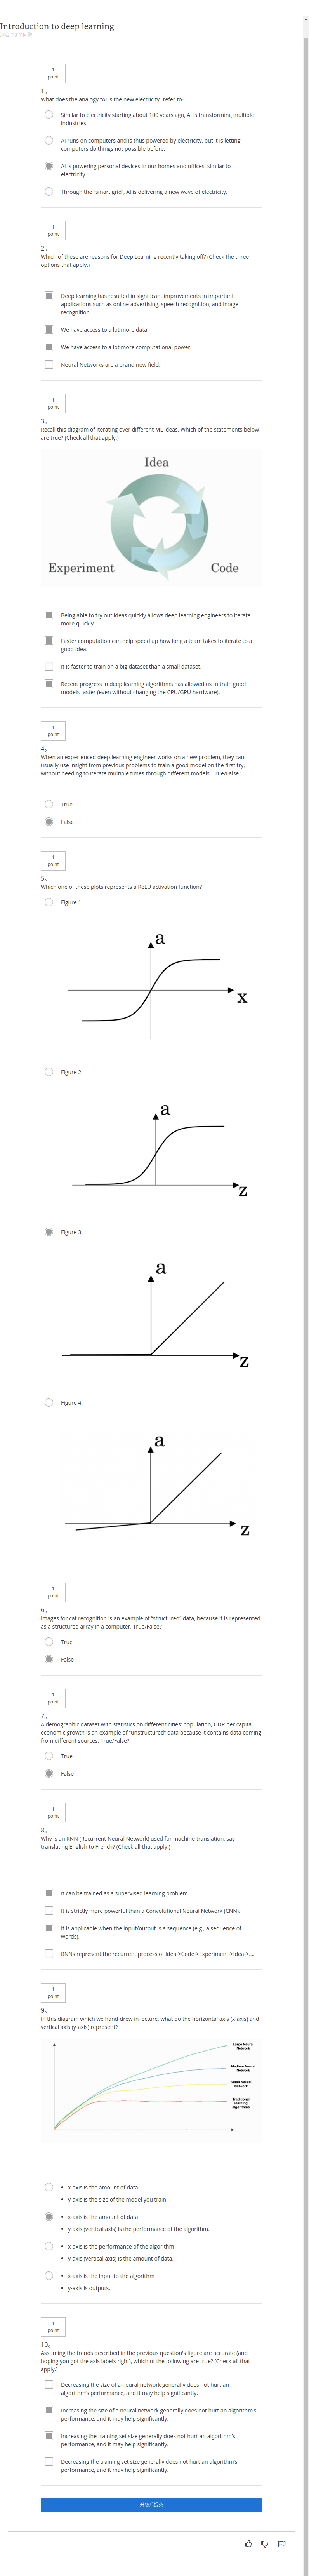 Introduction to deep learning
测验, 10 个问题
1
point
1。
What does the analogy “AI is the new electricity” refer to?
Similar to electricity starting about 100 years ago, AI is transforming multiple
industries.
AI runs on computers and is thus powered by electricity, but it is letting
computers do things not possible before.
AI is powering personal devices in our homes and offices, similar to
electricity.
Through the “smart grid”, AI is delivering a new wave of electricity.
1
point
2。
Which of these are reasons for Deep Learning recently taking off? (Check the three
options that apply.)
Deep learning has resulted in significant improvements in important
applications such as online advertising, speech recognition, and image
recognition.
We have access to a lot more data.
We have access to a lot more computational power.
Neural Networks are a brand new field.
1
point
3。
Recall this diagram of iterating over different ML ideas. Which of the statements below
are true? (Check all that apply.)
Idea
Experiment
Code
Being able to try out ideas quickly allows deep learning engineers to iterate
more quickly.
Faster computation can help speed up how long a team takes to iterate to a
good idea.
It is faster to train on a big dataset than a small dataset.
Recent progress in deep learning algorithms has allowed us to train good
models faster (even without changing the CPU/GPU hardware).
1
point
4。
When an experienced deep learning engineer works on a new problem, they can
usually use insight from previous problems to train a good model on the first try,
without needing to iterate multiple times through different models. True/False?
True
False
1
point
5。
Which one of these plots represents a ReLU activation function?
Figure 1:
a
x
Figure 2:
a
z
Figure 3:
a
z
Figure 4:
a
z
1
point
6。
Images for cat recognition is an example of “structured” data, because it is represented
as a structured array in a computer. True/False?
True
False
1
point
7。
A demographic dataset with statistics on different cities' population, GDP per capita,
economic growth is an example of “unstructured” data because it contains data coming
from different sources. True/False?
True
False
1
point
8。
Why is an RNN (Recurrent Neural Network) used for machine translation, say
translating English to French? (Check all that apply.)
It can be trained as a supervised learning problem.
It is strictly more powerful than a Convolutional Neural Network (CNN).
It is applicable when the input/output is a sequence (e.g., a sequence of
words).
RNNs represent the recurrent process of Idea->Code->Experiment->Idea->....
1
point
9。
In this diagram which we hand-drew in lecture, what do the horizontal axis (x-axis) and
vertical axis (y-axis) represent?
Large Neural
Network
Medium Neural
Network
Small Neural
Network
Traditional
learning
algorithms
• x-axis is the amount of data
• y-axis is the size of the model you train.
• x-axis is the amount of data
• y-axis (vertical axis) is the performance of the algorithm.
• x-axis is the performance of the algorithm
• y-axis (vertical axis) is the amount of data.
• x-axis is the input to the algorithm
• y-axis is outputs.
1
point
10。
Assuming the trends described in the previous question's figure are accurate (and
hoping you got the axis labels right), which of the following are true? (Check all that
apply.)
Decreasing the size of a neural network generally does not hurt an
algorithm’s performance, and it may help significantly.
Increasing the size of a neural network generally does not hurt an algorithm’s
performance, and it may help significantly.
Increasing the training set size generally does not hurt an algorithm’s
performance, and it may help significantly.
Decreasing the training set size generally does not hurt an algorithm’s
performance, and it may help significantly.
升级后提交